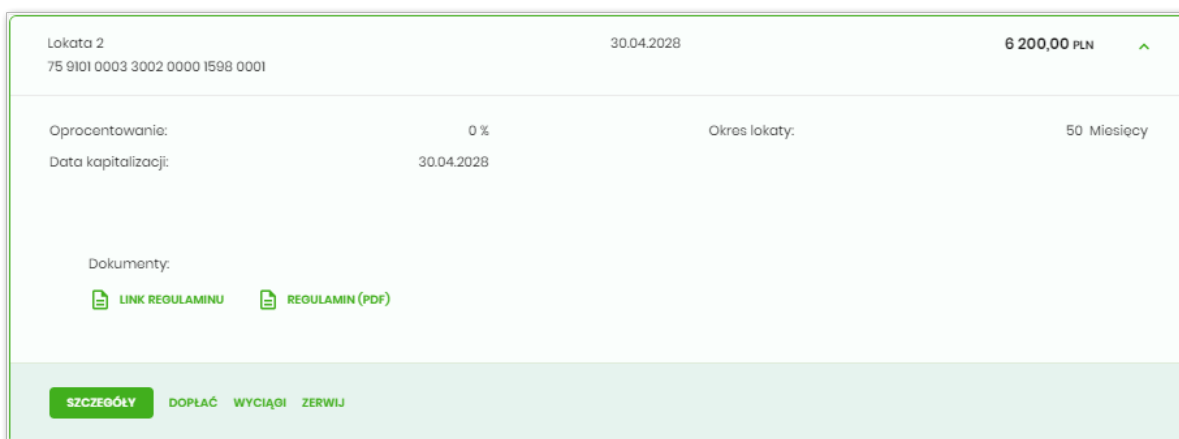 Lokata 2 30.04.2028 6 200,00 PLN
75 9101 0003 3002 0000 1598 0001
Oprocentowanie: 0 % Okres lokaty: 50 Miesięcy
Data kapitalizacji: 30.04.2028
Dokumenty:
LINK REGULAMINU REGULAMIN (PDF)
SZCZEGÓŁY DOPŁAĆ WYCIĄGI ZERWIJ